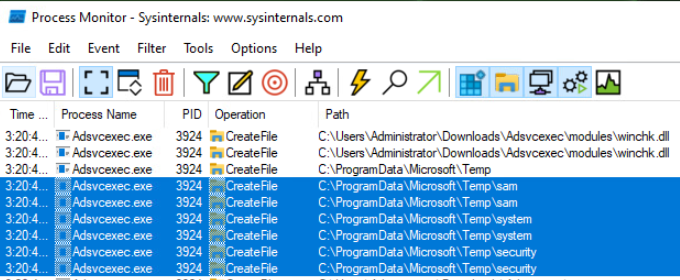 Process Monitor - Sysinternals: www.sysinternals.com
File Edit Event Filter Tools Options Help
Time ... Process Name PID Operation Path
3:20:4... Adsvcexec.exe 3924 CreateFile C:\Users\Administrator\Downloads\Adsvcexec\modules\winchk.dll
3:20:4... Adsvcexec.exe 3924 CreateFile C:\Users\Administrator\Downloads\Adsvcexec\modules\winchk.dll
3:20:4... Adsvcexec.exe 3924 CreateFile C:\ProgramData\Microsoft\Temp
3:20:4... Adsvcexec.exe 3924 CreateFile C:\ProgramData\Microsoft\Temp\sam
3:20:4... Adsvcexec.exe 3924 CreateFile C:\ProgramData\Microsoft\Temp\sam
3:20:4... Adsvcexec.exe 3924 CreateFile C:\ProgramData\Microsoft\Temp\system
3:20:4... Adsvcexec.exe 3924 CreateFile C:\ProgramData\Microsoft\Temp\system
3:20:4... Adsvcexec.exe 3924 CreateFile C:\ProgramData\Microsoft\Temp\security
3:20:4... Adsvcexec.exe 3924 CreateFile C:\ProgramData\Microsoft\Temp\security